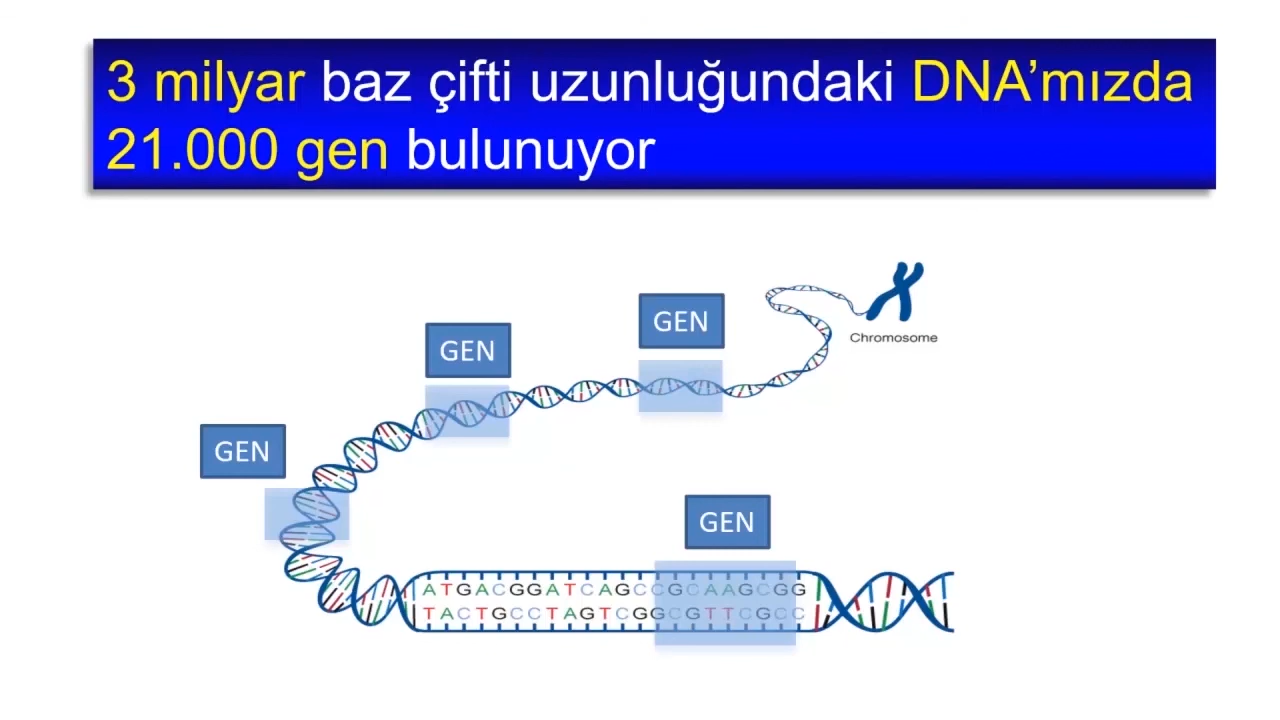 3 milyar baz çifti uzunluğundaki DNA’mızda
21.000 gen bulunuyor
GEN
Chromosome
GEN
GEN
GEN
ATGACGGATCAGCCGCAAGCGG
TACTGCCTAGTCGGCGTTCGCC